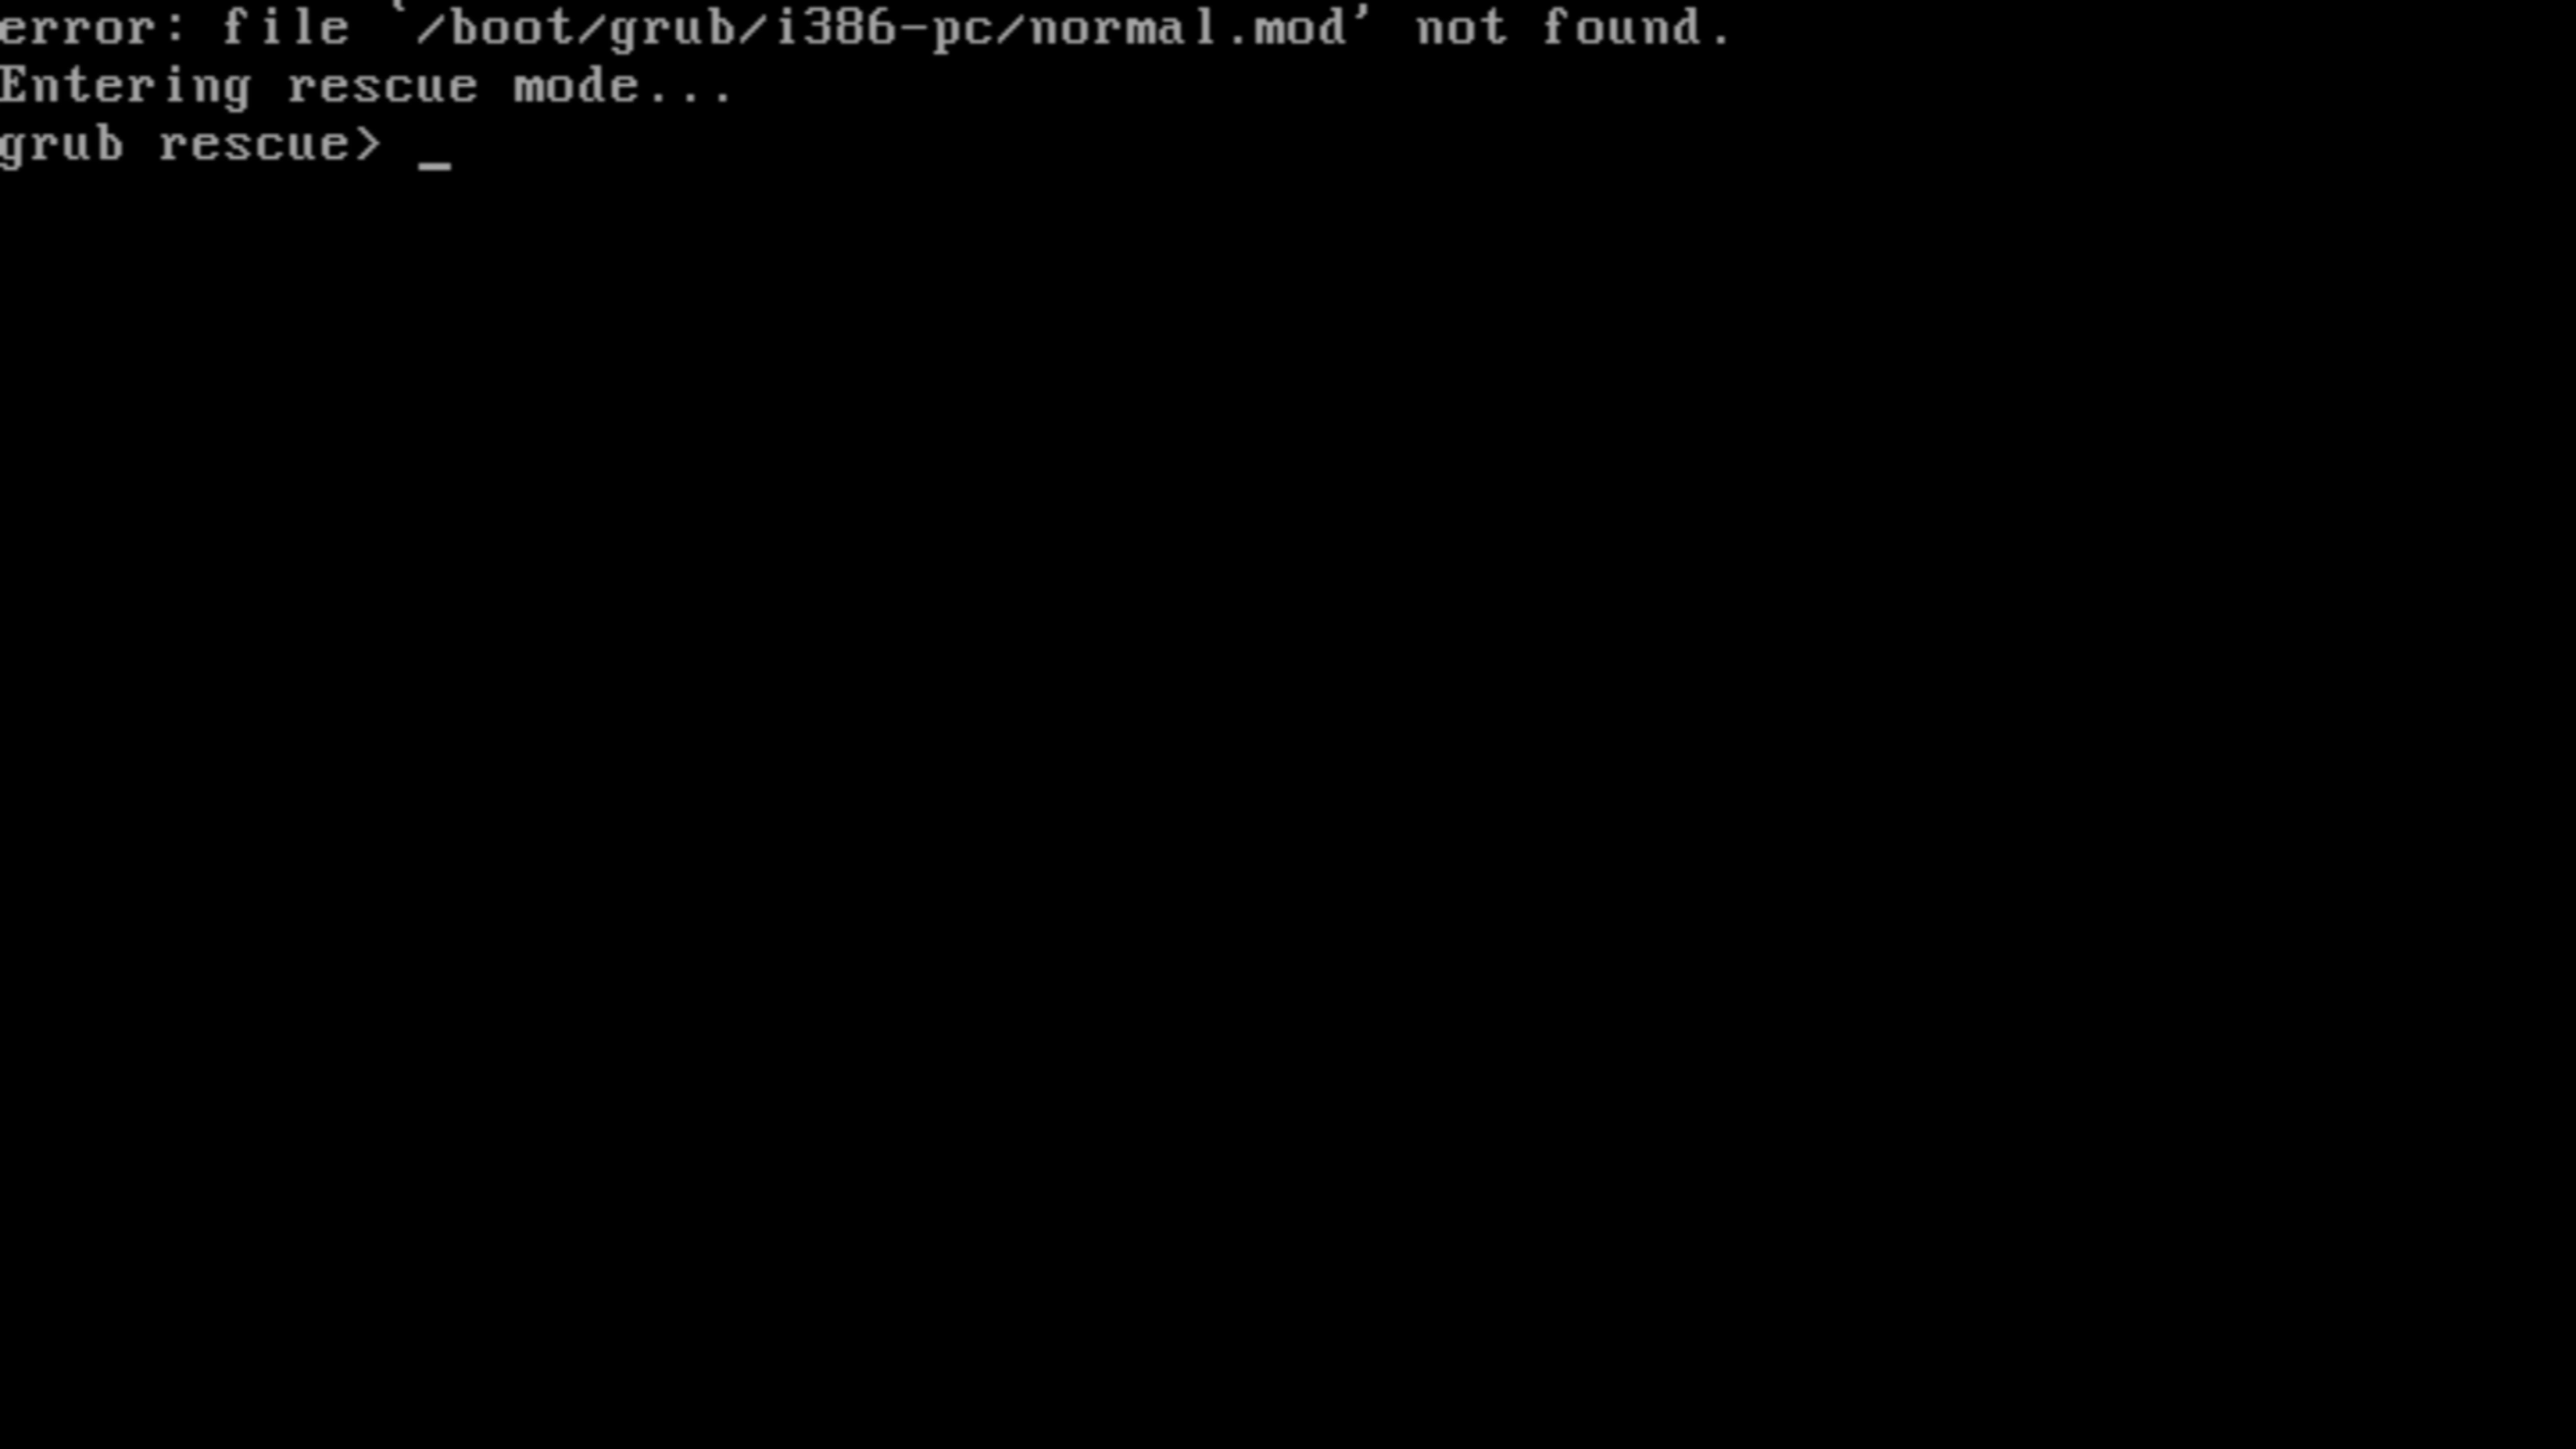 error: file `/boot/grub/i386-pc/normal.mod' not found.
Entering rescue mode...
grub rescue> _